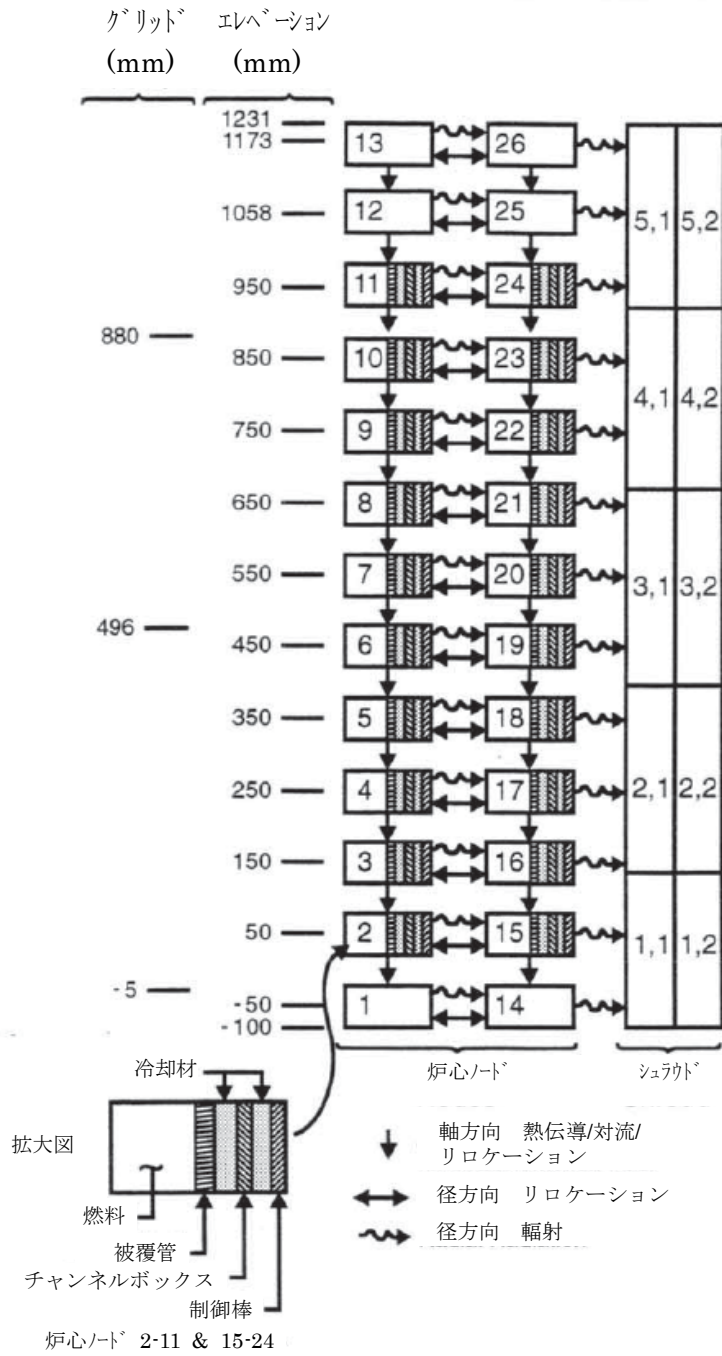 グリッド エレベーション
(mm) (mm)
1231
1173
13 26
1058
12 25
5,1 5,2
950
11 24
880
850
10 23
4,1 4,2
750
9 22
650
8 21
550
7 20
3,1 3,2
496
450
6 19
350
5 18
250
4 17
2,1 2,2
150
3 16
50
2 15
1,1 1,2
-5
-50
1 14
-100
炉心ノード シュラウド
冷却材
拡大図
燃料
被覆管
チャンネルボックス
制御棒
炉心ノード 2-11 & 15-24
軸方向 熱伝導/対流/
リロケーション
径方向 リロケーション
径方向 輻射